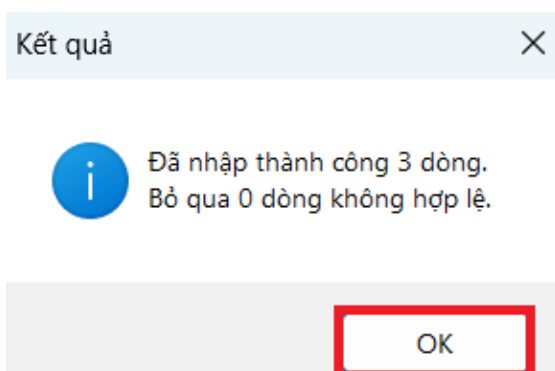 Kết quả
Đã nhập thành công 3 dòng.
Bỏ qua 0 dòng không hợp lệ.
OK